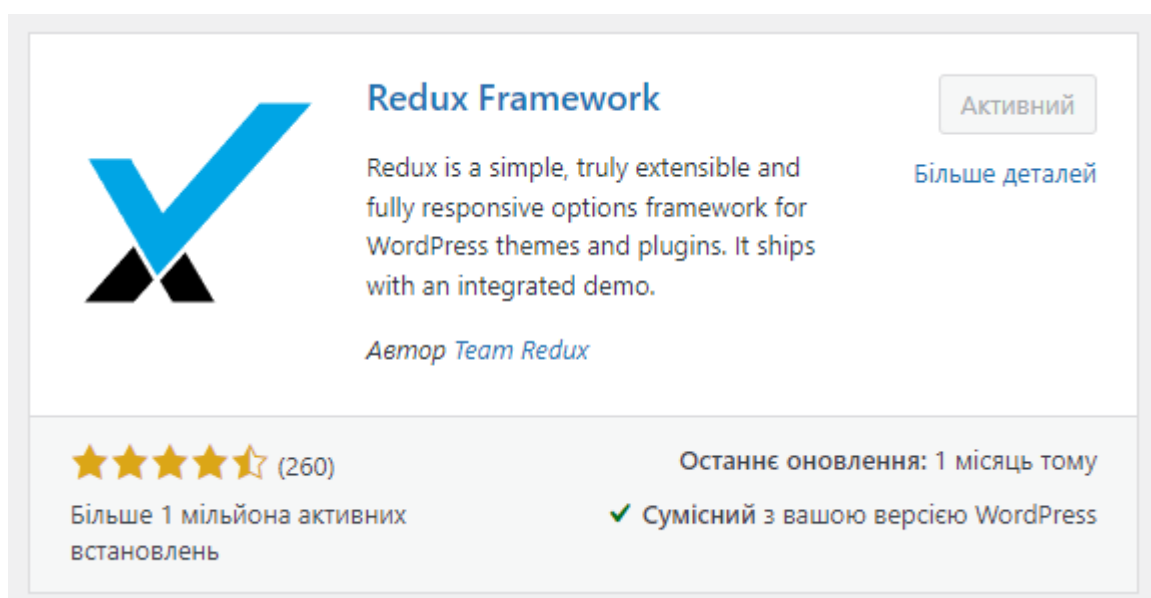 Redux Framework
Активний
Redux is a simple, truly extensible and
fully responsive options framework for
WordPress themes and plugins. It ships
with an integrated demo.
Більше деталей
Автор Team Redux
(260)
Більше 1 мільйона активних
встановлень
Останнє оновлення: 1 місяць тому
Сумісний з вашою версією WordPress